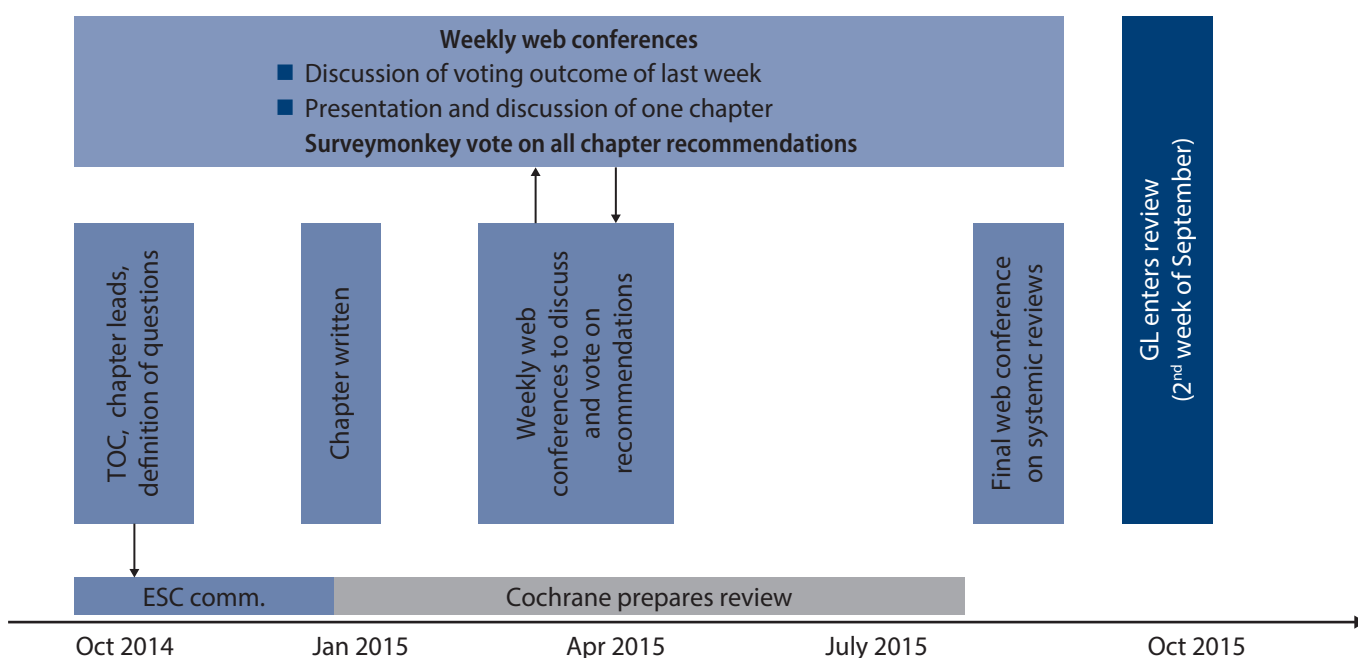 Weekly web conferences
■ Discussion of voting outcome of last week
■ Presentation and discussion of one chapter
Surveymonkey vote on all chapter recommendations
TOC, chapter leads,
definition of questions
Chapter written
Weekly web
conferences to discuss
and vote on
recommendations
Final web conference
on systemic reviews
GL enters review
(2nd week of September)
ESC comm.
Cochrane prepares review
Oct 2014
Jan 2015
Apr 2015
July 2015
Oct 2015